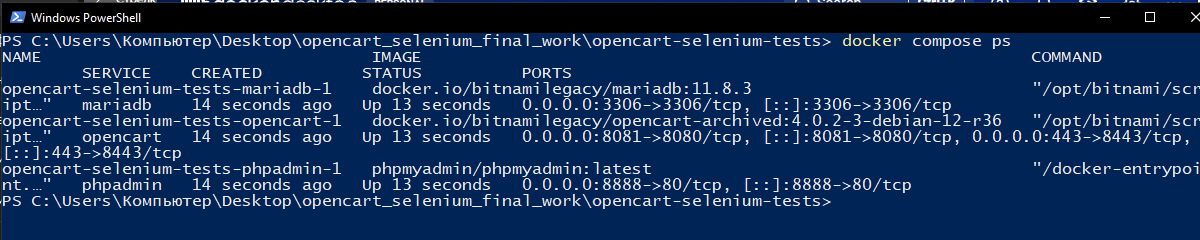 Windows PowerShell
PS C:\Users\Компьютер\Desktop\opencart_selenium_final_work\opencart-selenium-tests> docker compose ps
NAME IMAGE COMMAND
SERVICE CREATED STATUS PORTS
opencart-selenium-tests-mariadb-1 docker.io/bitnamilegacy/mariadb:11.8.3 "/opt/bitnami/scr
ipt…" mariadb 14 seconds ago Up 13 seconds 0.0.0.0:3306->3306/tcp, [::]:3306->3306/tcp
opencart-selenium-tests-opencart-1 docker.io/bitnamilegacy/opencart-archived:4.0.2-3-debian-12-r36 "/opt/bitnami/scr
ipt…" opencart 14 seconds ago Up 13 seconds 0.0.0.0:8081->8080/tcp, [::]:8081->8080/tcp, 0.0.0.0:443->8443/tcp,
[::]:443->8443/tcp
opencart-selenium-tests-phpadmin-1 phpmyadmin/phpmyadmin:latest "/docker-entrypoi
nt.…" phpadmin 14 seconds ago Up 13 seconds 0.0.0.0:8888->80/tcp, [::]:8888->80/tcp
PS C:\Users\Компьютер\Desktop\opencart_selenium_final_work\opencart-selenium-tests>